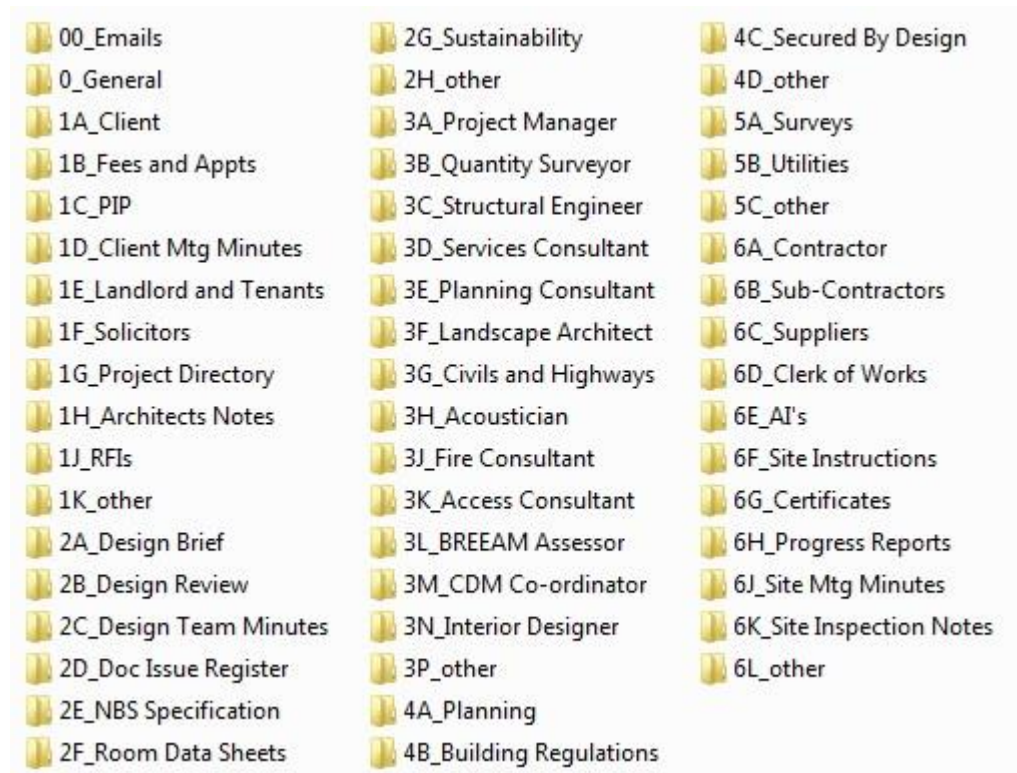 00_Emails
0_General
1A_Client
1B_Fees and Appts
1C_PIP
1D_Client Mtg Minutes
1E_Landlord and Tenants
1F_Solicitors
1G_Project Directory
1H_Architects Notes
1J_RFIs
1K_other
2A_Design Brief
2B_Design Review
2C_Design Team Minutes
2D_Doc Issue Register
2E_NBS Specification
2F_Room Data Sheets
2G_Sustainability
2H_other
3A_Project Manager
3B_Quantity Surveyor
3C_Structural Engineer
3D_Services Consultant
3E_Planning Consultant
3F_Landscape Architect
3G_Civils and Highways
3H_Acoustician
3J_Fire Consultant
3K_Access Consultant
3L_BREEAM Assessor
3M_CDM Co-ordinator
3N_Interior Designer
3P_other
4A_Planning
4B_Building Regulations
4C_Secured By Design
4D_other
5A_Surveys
5B_Utilities
5C_other
6A_Contractor
6B_Sub-Contractors
6C_Suppliers
6D_Clerk of Works
6E_AI's
6F_Site Instructions
6G_Certificates
6H_Progress Reports
6J_Site Mtg Minutes
6K_Site Inspection Notes
6L_other